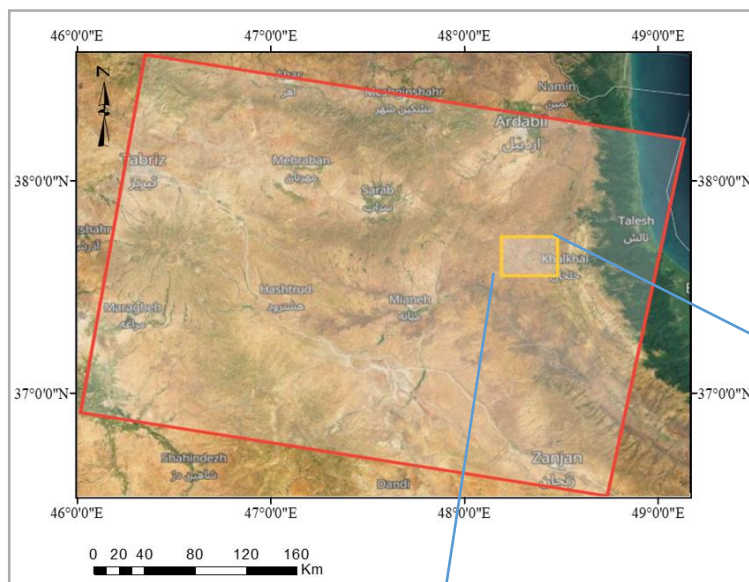 46°0'0"E 47°0'0"E 48°0'0"E 49°0'0"E
N
Ahar
اهر
Meshginshahr
مشگین شهر
Namin
نمین
Ardabil
اردبیل
Tabriz
تبریز
Mehraban
مهربان
Sarab
سراب
38°0'0"N 38°0'0"N
Talesh
تالش
Khalkhal
خلخال
Hashtrud
هشترود
Mianeh
میانه
Maragheh
مراغه
37°0'0"N 37°0'0"N
Shahindezh
شاهین دژ
Dandi
Zanjan
زنجان
46°0'0"E 47°0'0"E 48°0'0"E 49°0'0"E
0 20 40 80 120 160
Km